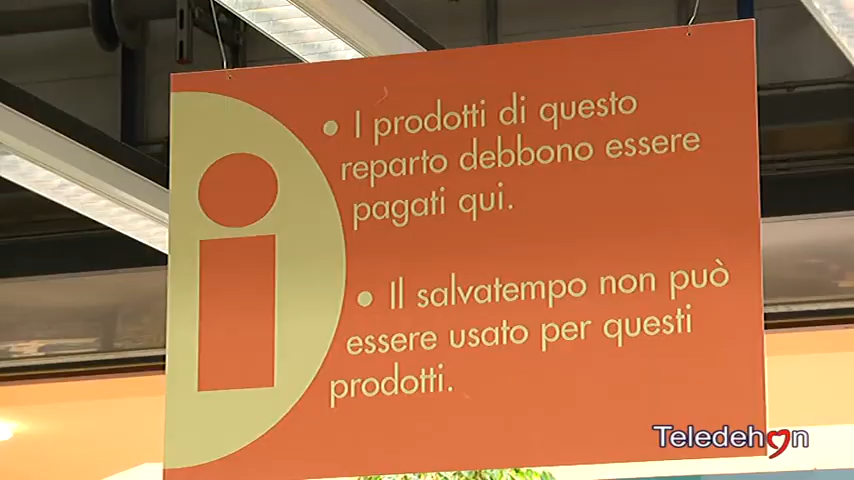 i
• I prodotti di questo
reparto debbono essere
pagati qui.
• Il salvatempo non può
essere usato per questi
prodotti.
Teledehon